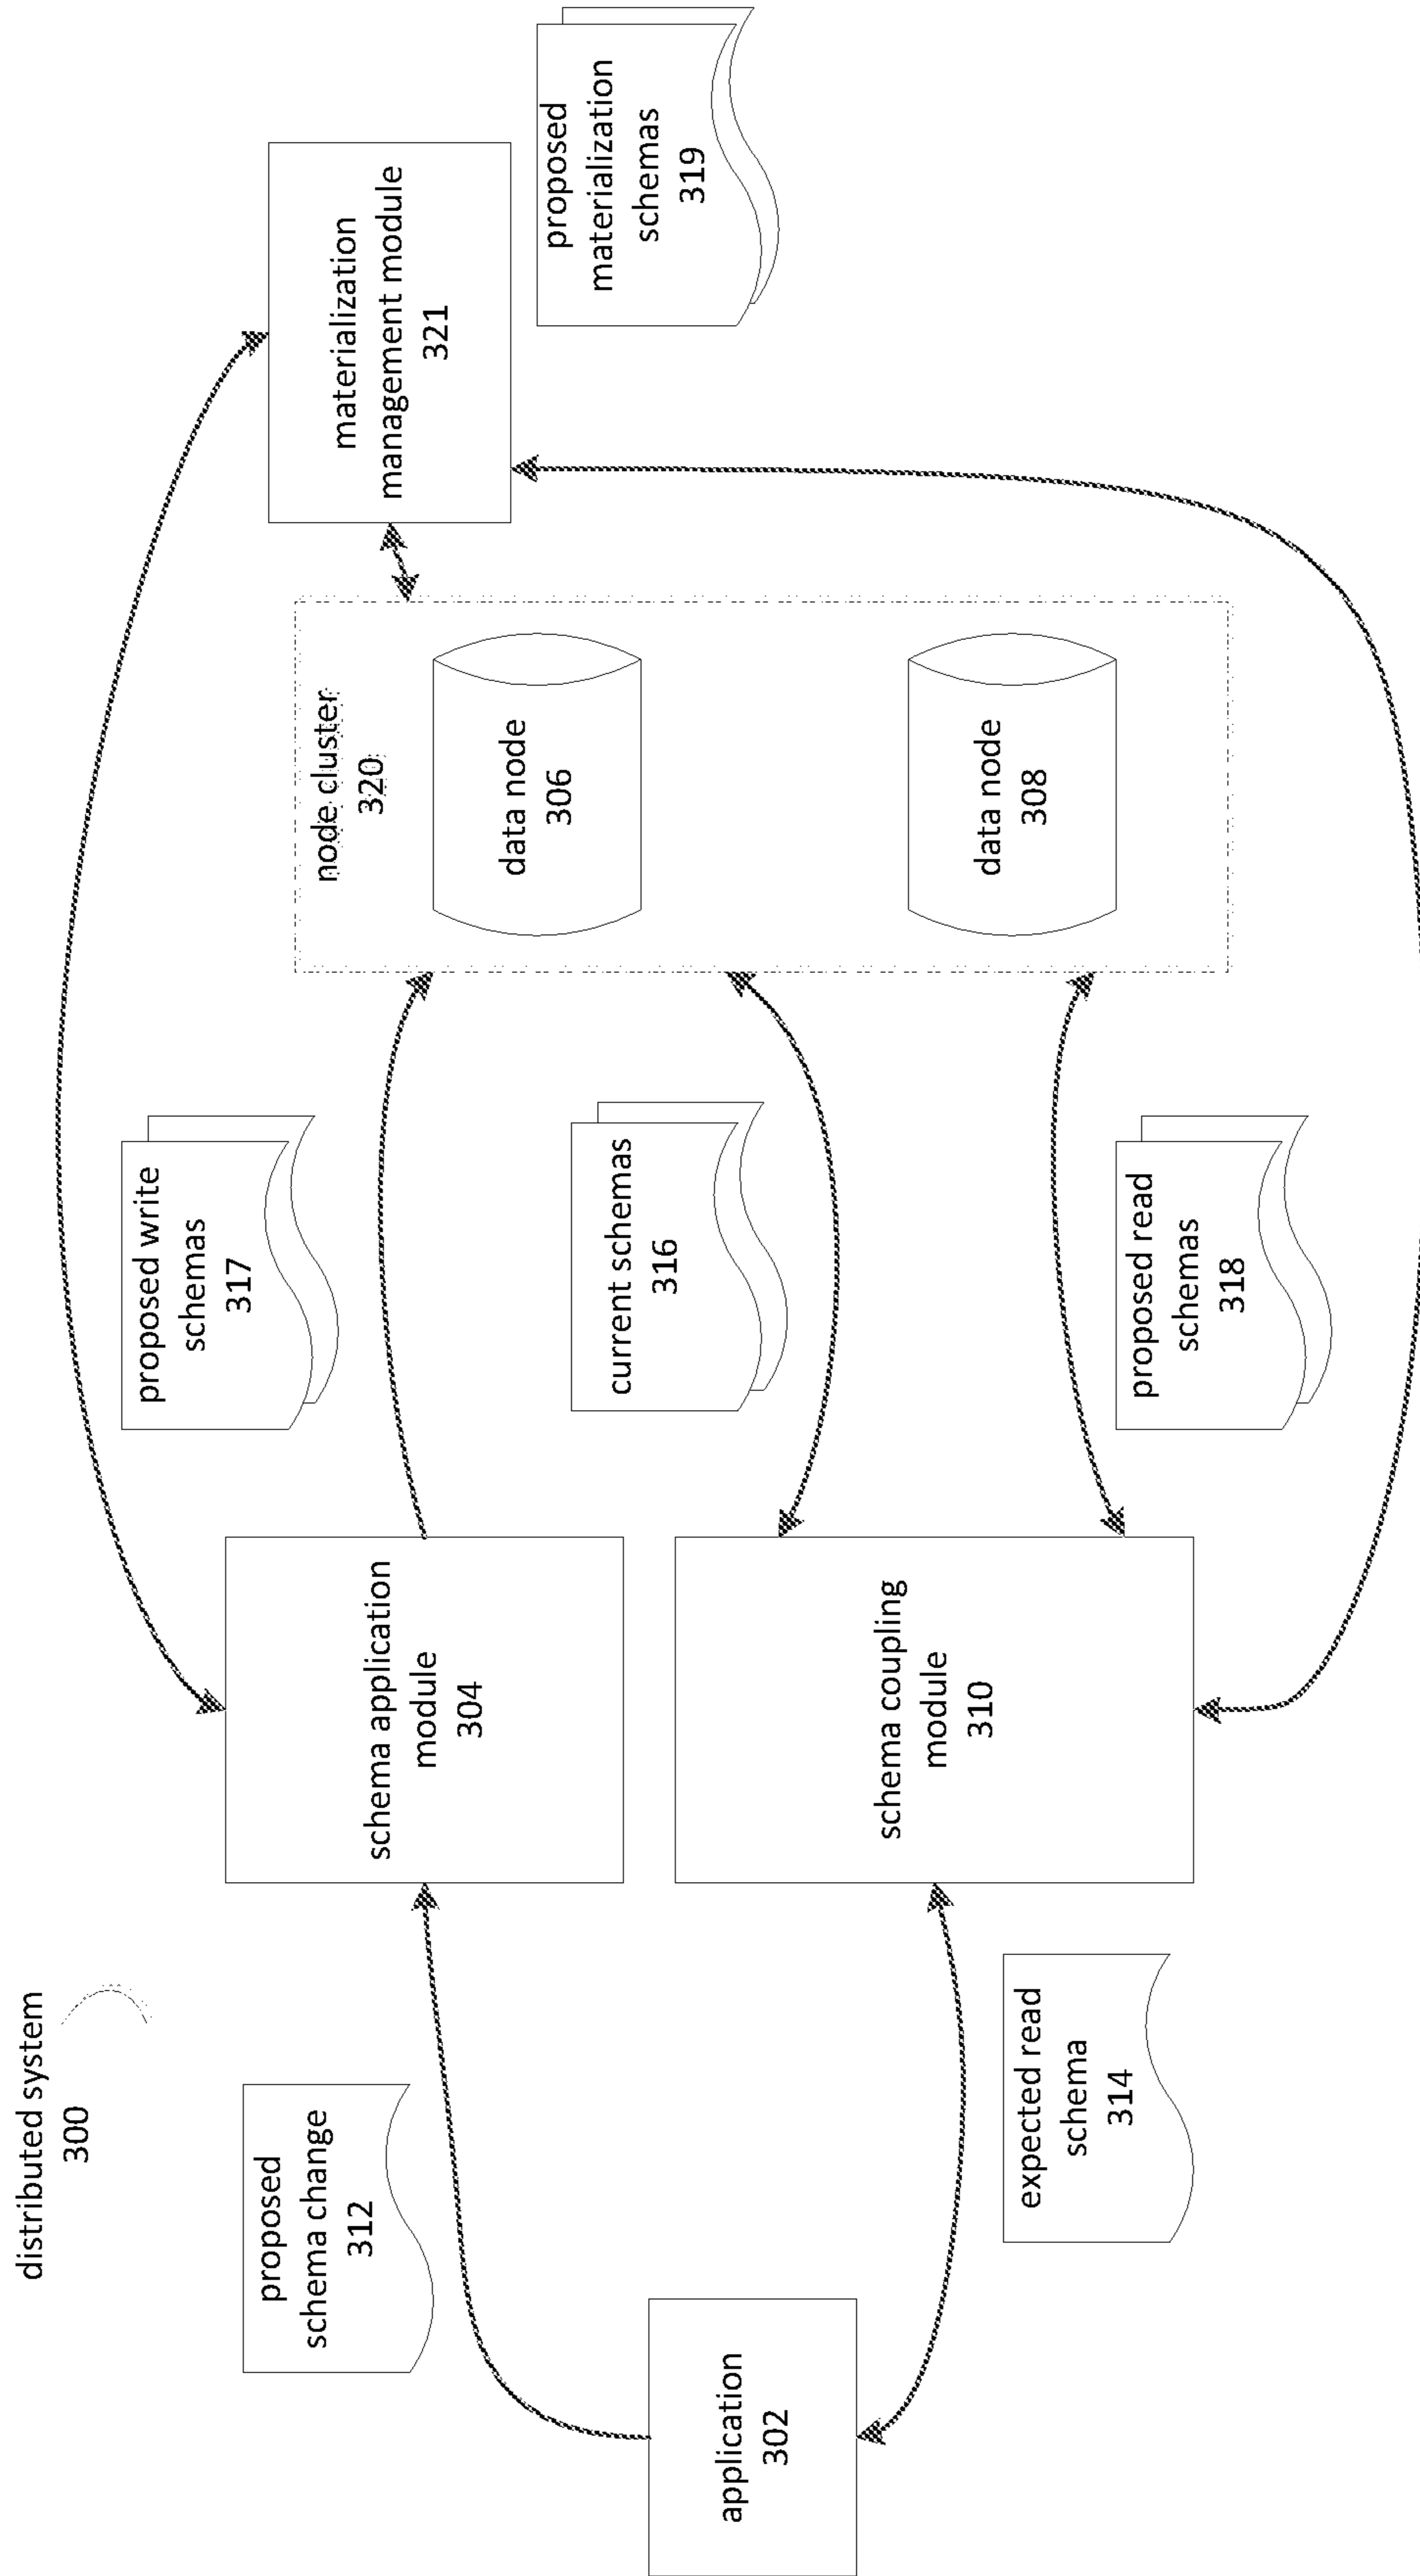 distributed system
300
proposed
schema change
312
application
302
expected read
schema
314
schema application
module
304
schema coupling
module
310
proposed write
schemas
317
current schemas
316
proposed read
schemas
318
node cluster
320
data node
306
data node
308
materialization
management module
321
proposed
materialization
schemas
319